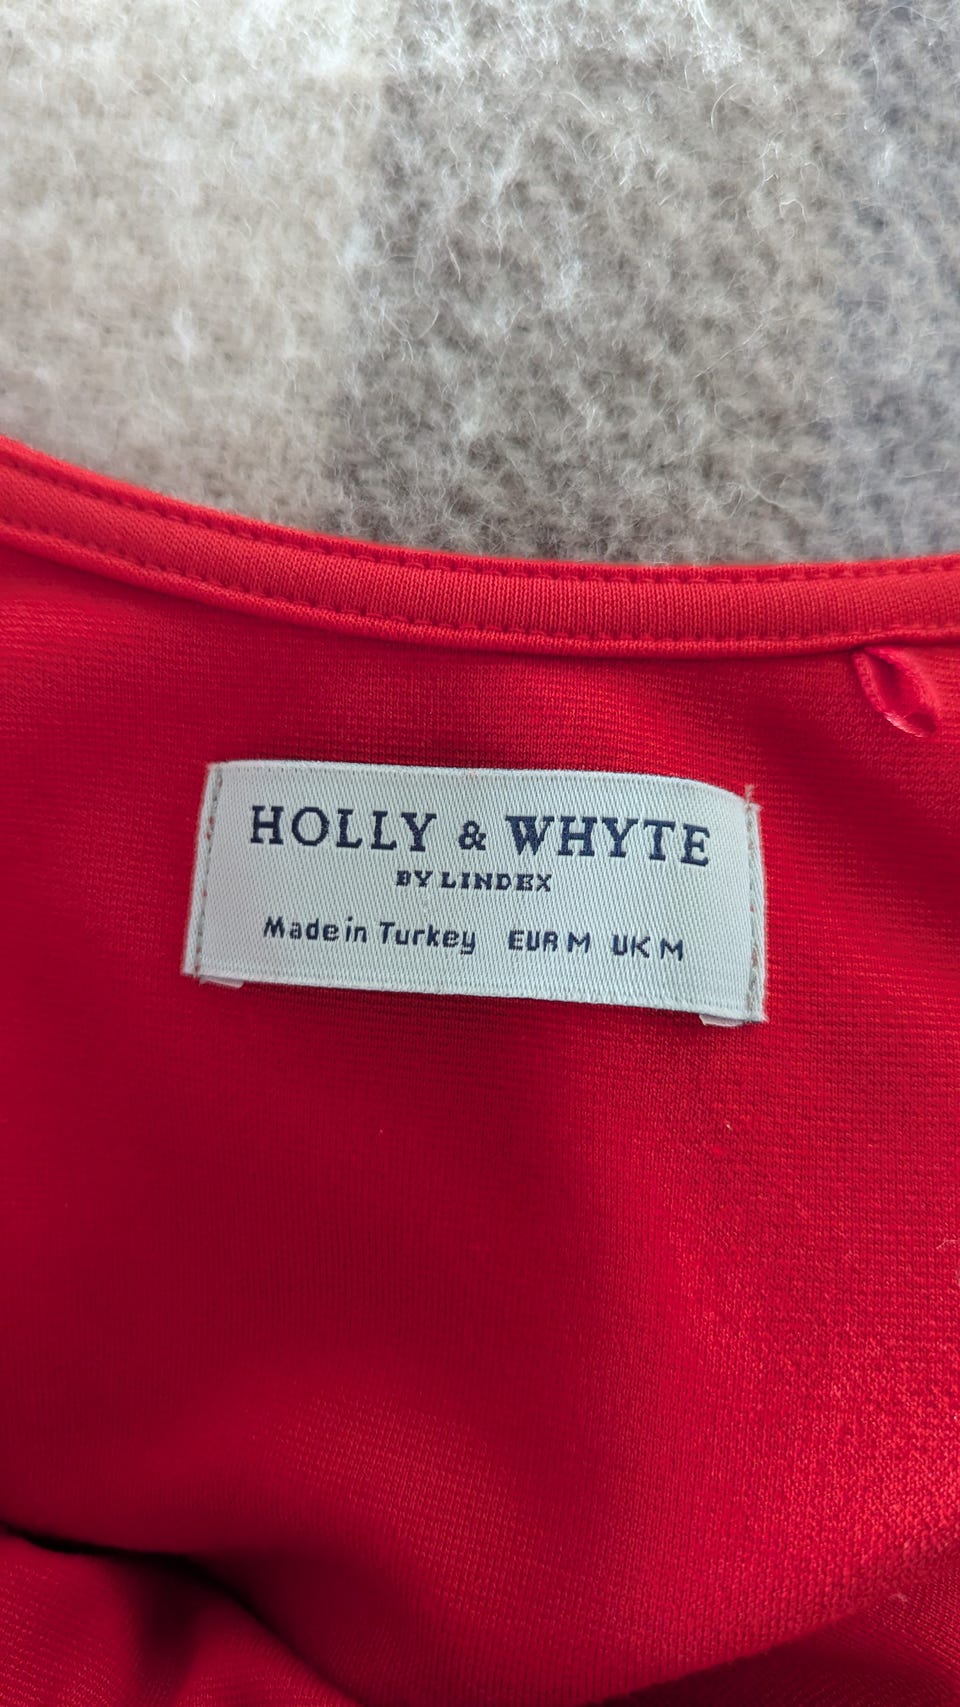 HOLLY & WHYTE
BY LINDEX
Made in Turkey EUR M UK M